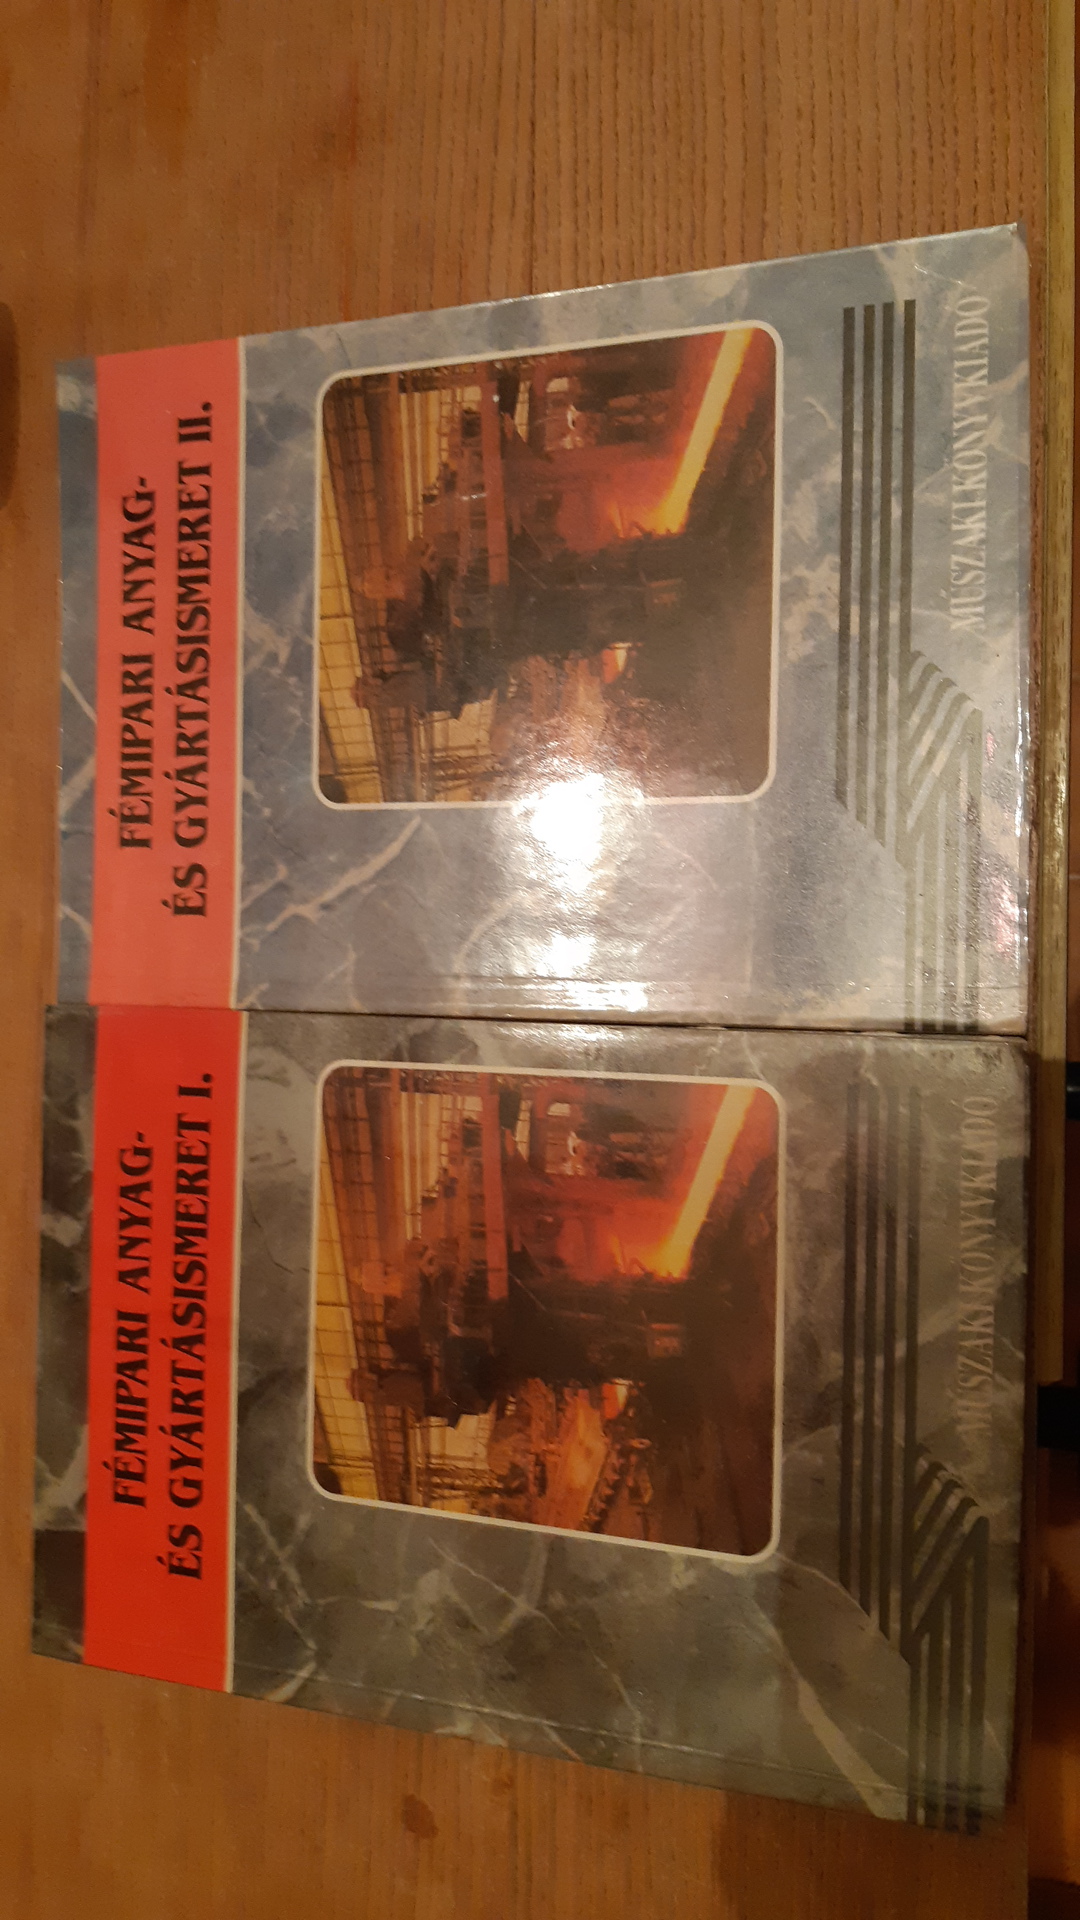 FÉMIPARI ANYAG-
ÉS GYÁRTÁSISMERET I.
MŰSZAKI KÖNYVKIADÓ
FÉMIPARI ANYAG-
ÉS GYÁRTÁSISMERET II.
MŰSZAKI KÖNYVKIADÓ